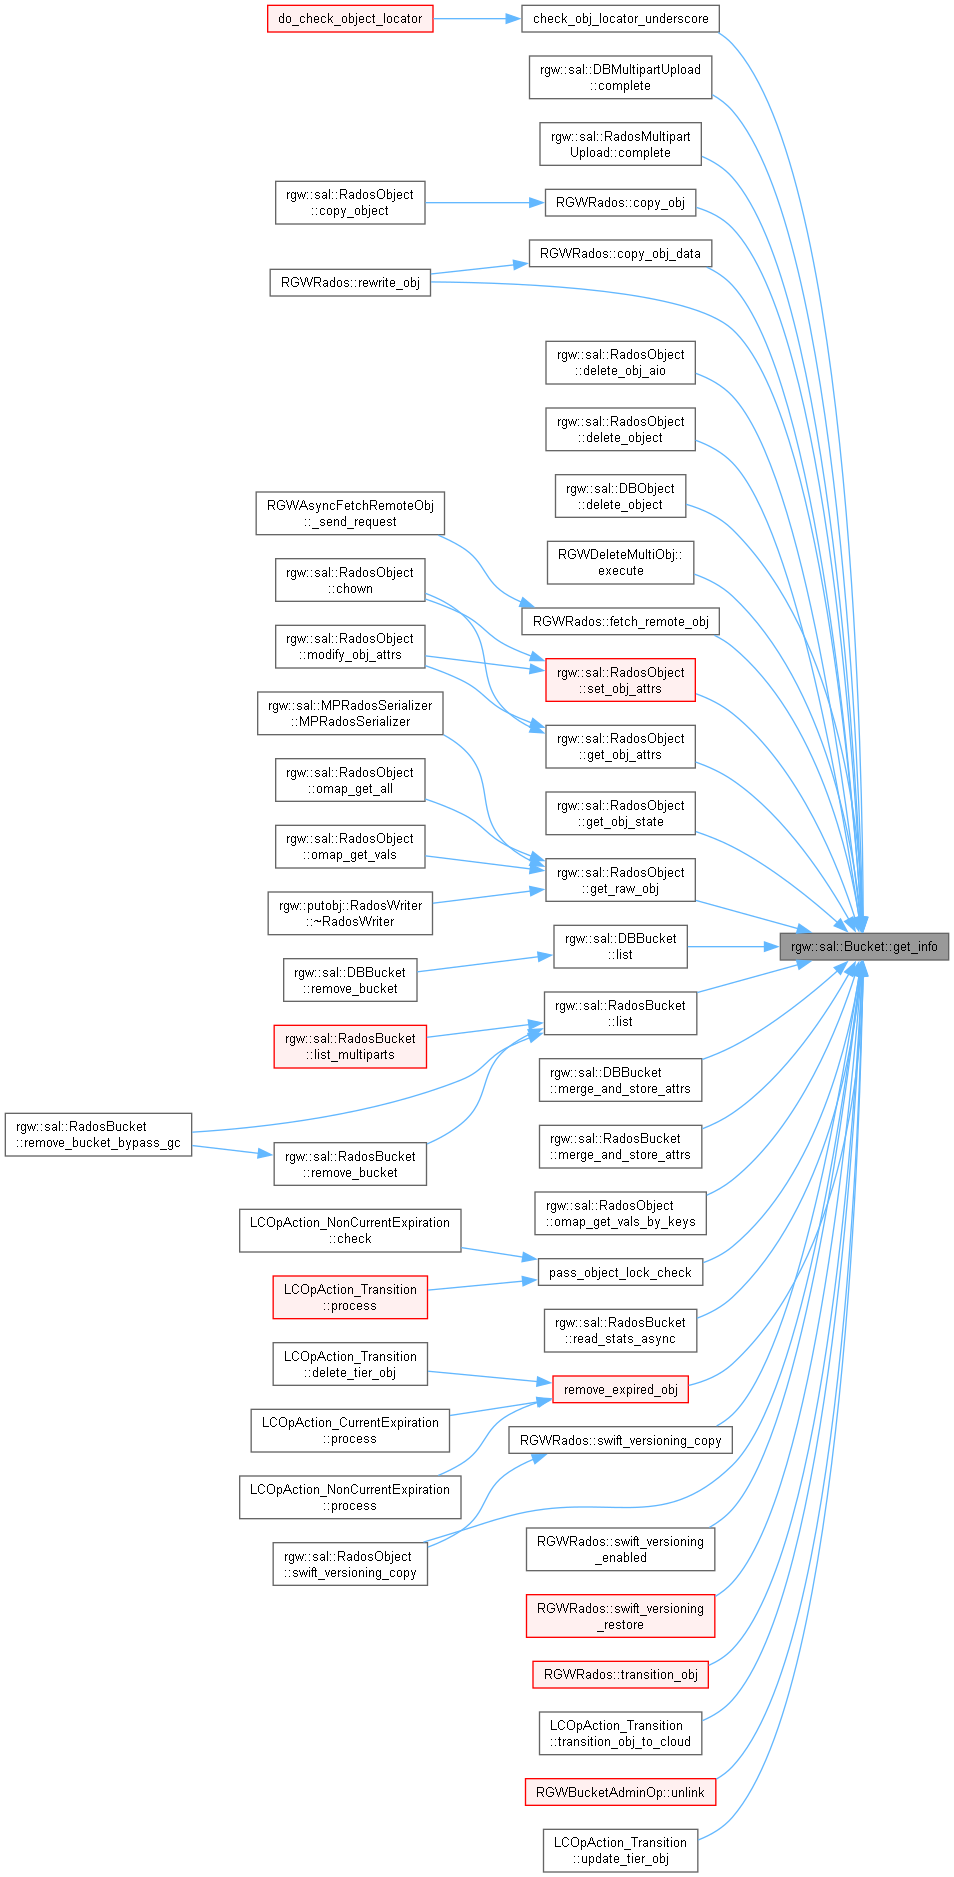 do_check_object_locator
check_obj_locator_underscore
rgw::sal::DBMultipartUpload
::complete
rgw::sal::RadosMultipart
Upload::complete
rgw::sal::RadosObject
::copy_object
RGWRados::copy_obj
RGWRados::copy_obj_data
RGWRados::rewrite_obj
rgw::sal::RadosObject
::delete_obj_aio
rgw::sal::RadosObject
::delete_object
rgw::sal::DBObject
::delete_object
RGWAsyncFetchRemoteObj
::_send_request
RGWDeleteMultiObj::
execute
rgw::sal::RadosObject
::chown
RGWRados::fetch_remote_obj
rgw::sal::RadosObject
::modify_obj_attrs
rgw::sal::RadosObject
::set_obj_attrs
rgw::sal::MPRadosSerializer
::MPRadosSerializer
rgw::sal::RadosObject
::get_obj_attrs
rgw::sal::RadosObject
::omap_get_all
rgw::sal::RadosObject
::get_obj_state
rgw::sal::RadosObject
::omap_get_vals
rgw::sal::RadosObject
::get_raw_obj
rgw::putobj::RadosWriter
::~RadosWriter
rgw::sal::Bucket::get_info
rgw::sal::DBBucket
::list
rgw::sal::DBBucket
::remove_bucket
rgw::sal::RadosBucket
::list
rgw::sal::RadosBucket
::list_multiparts
rgw::sal::DBBucket
::merge_and_store_attrs
rgw::sal::RadosBucket
::remove_bucket_bypass_gc
rgw::sal::RadosBucket
::remove_bucket
rgw::sal::RadosBucket
::merge_and_store_attrs
rgw::sal::RadosObject
::omap_get_vals_by_keys
LCOpAction_NonCurrentExpiration
::check
pass_object_lock_check
LCOpAction_Transition
::process
rgw::sal::RadosBucket
::read_stats_async
LCOpAction_Transition
::delete_tier_obj
remove_expired_obj
LCOpAction_CurrentExpiration
::process
RGWRados::swift_versioning_copy
LCOpAction_NonCurrentExpiration
::process
rgw::sal::RadosObject
::swift_versioning_copy
RGWRados::swift_versioning
_enabled
RGWRados::swift_versioning
_restore
RGWRados::transition_obj
LCOpAction_Transition
::transition_obj_to_cloud
RGWBucketAdminOp::unlink
LCOpAction_Transition
::update_tier_obj